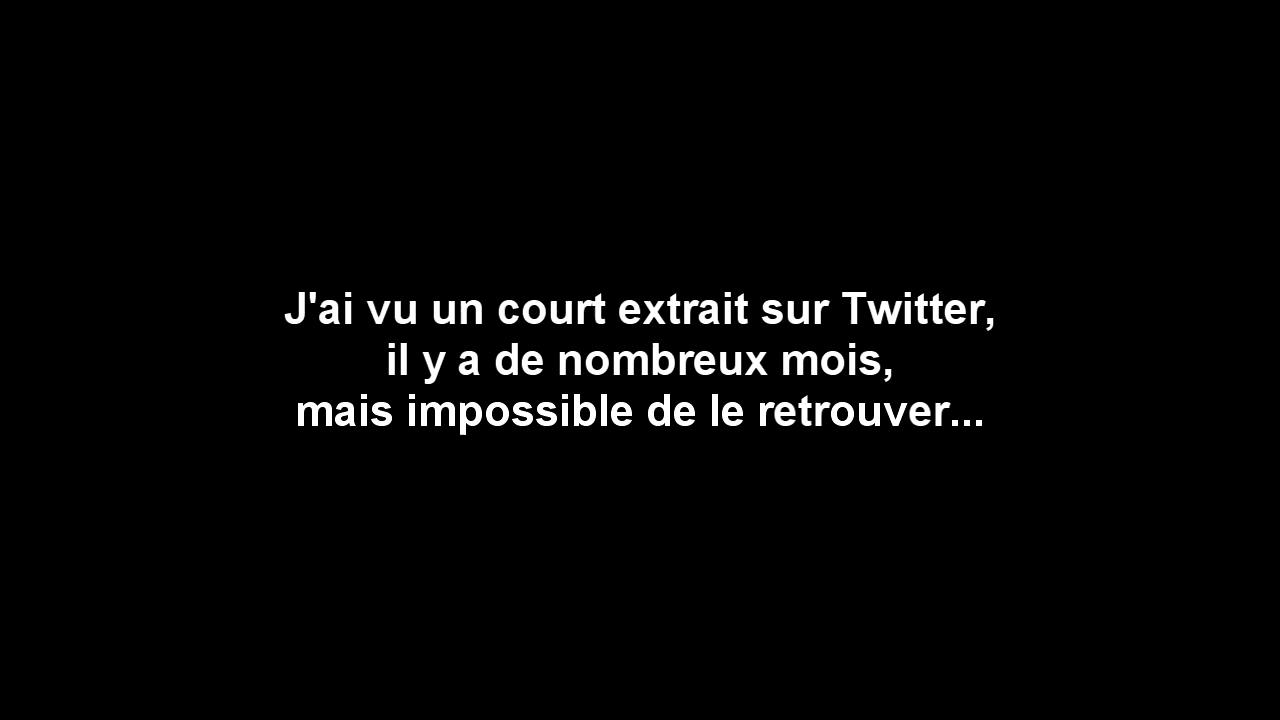 J'ai vu un court extrait sur Twitter,
il y a de nombreux mois,
mais impossible de le retrouver...